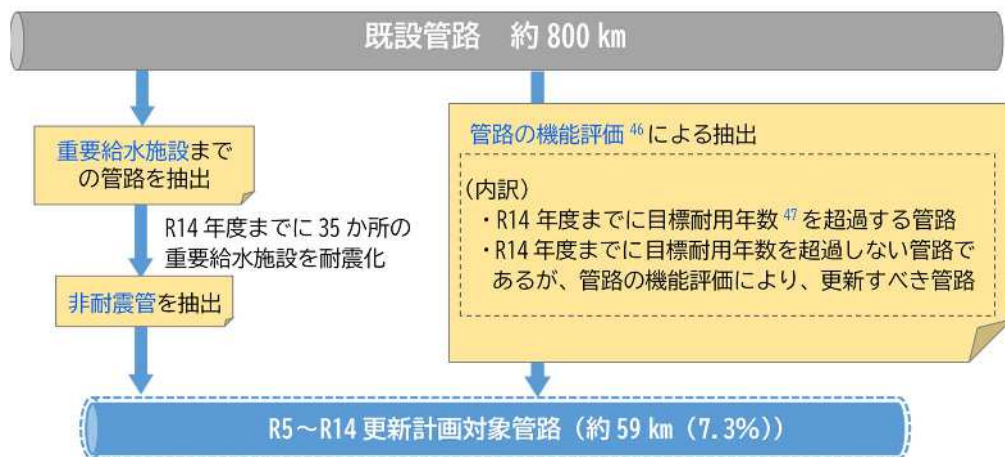 既設管路　約 800 km
重要給水施設まで
の管路を抽出
R14 年度までに 35 か所の
重要給水施設を耐震化
非耐震管を抽出
管路の機能評価 46 による抽出
(内訳)
・R14 年度までに目標耐用年数 47 を超過する管路
・R14 年度までに目標耐用年数を超過しない管路で
あるが、管路の機能評価により、更新すべき管路
R5～R14 更新計画対象管路（約 59 km（7.3%））